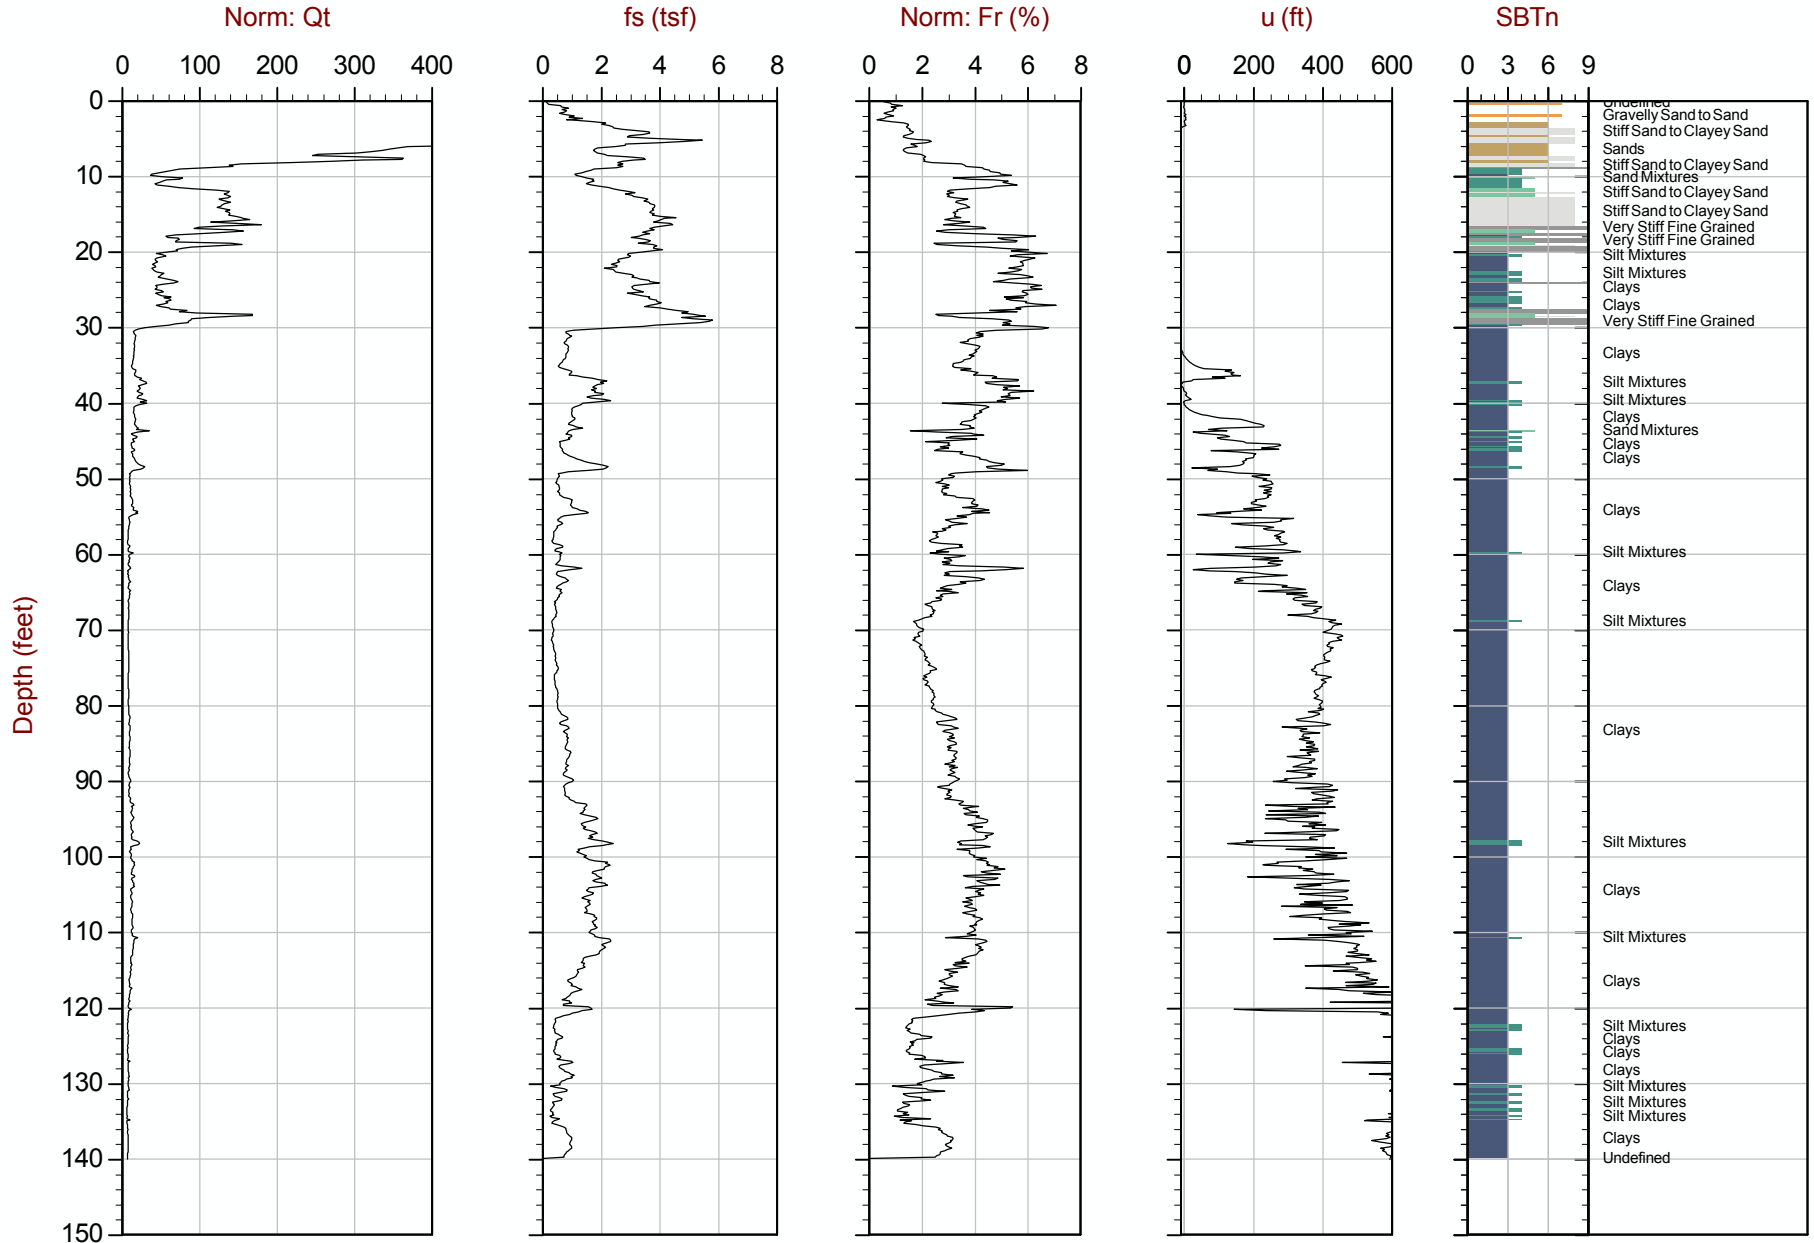 Norm: Qt
fs (tsf)
Norm: Fr (%)
u (ft)
SBTn
0 100 200 300 400
0 2 4 6 8
0 2 4 6 8
0 200 400 600
0 3 6 9
Depth (feet)
0
10
20
30
40
50
60
70
80
90
100
110
120
130
140
150
Undefined
Gravelly Sand to Sand
Stiff Sand to Clayey Sand
Sands
Stiff Sand to Clayey Sand
Sand Mixtures
Stiff Sand to Clayey Sand
Stiff Sand to Clayey Sand
Very Stiff Fine Grained
Very Stiff Fine Grained
Silt Mixtures
Silt Mixtures
Clays
Clays
Very Stiff Fine Grained
Clays
Silt Mixtures
Silt Mixtures
Clays
Sand Mixtures
Clays
Clays
Clays
Silt Mixtures
Clays
Silt Mixtures
Clays
Silt Mixtures
Clays
Silt Mixtures
Clays
Silt Mixtures
Clays
Clays
Clays
Silt Mixtures
Silt Mixtures
Silt Mixtures
Clays
Undefined